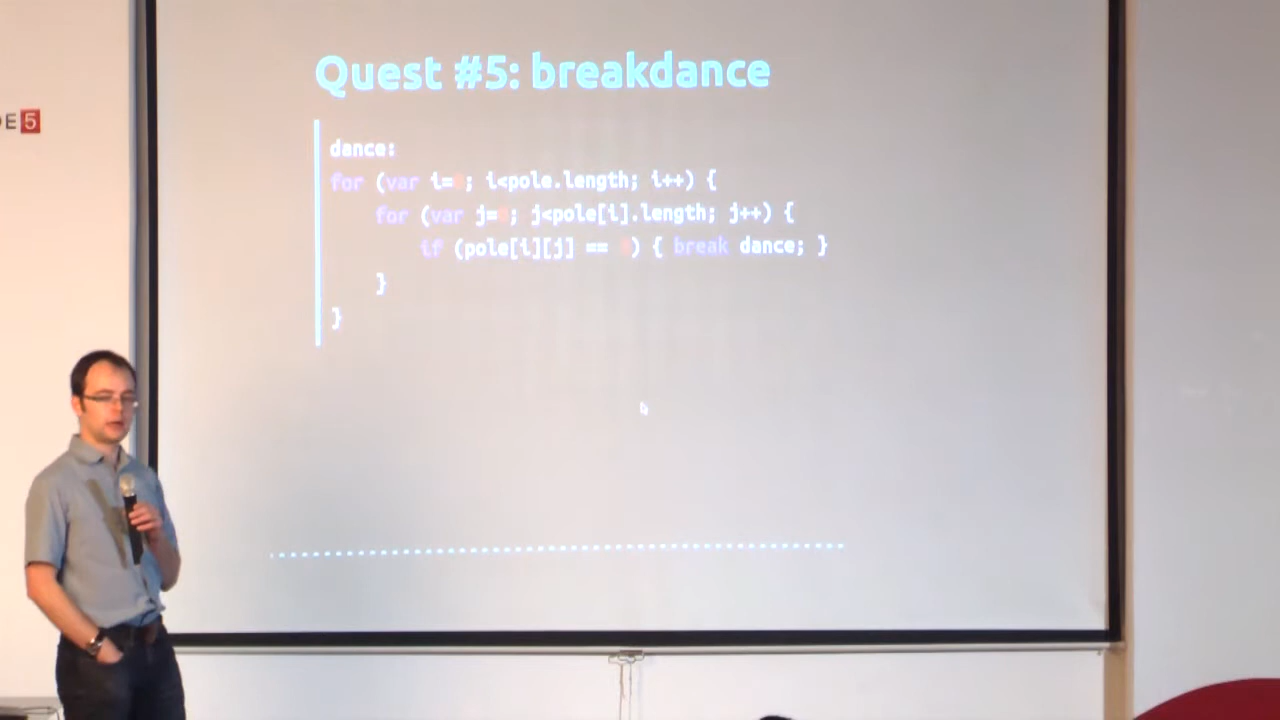 Quest #5: breakdance
E5
dance:
for (var i= ; i<pole.length; i++) {
for (var j= ; j<pole[i].length; j++) {
if (pole[i][j] == ) { break dance; }
}
}